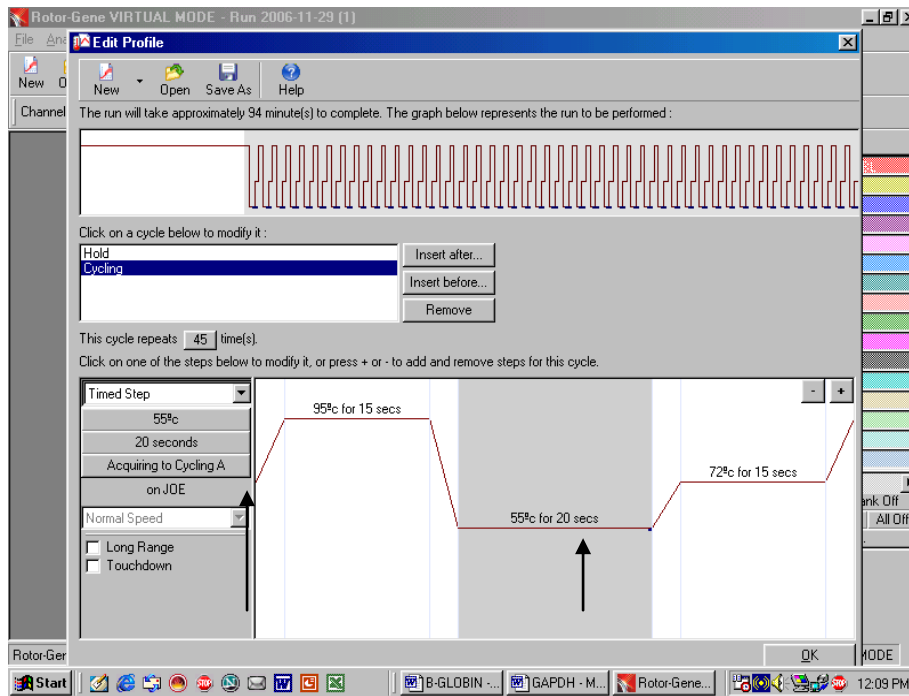 Rotor-Gene VIRTUAL MODE - Run 2006-11-29 (1)
File Ana
New O
Channel
Edit Profile
New Open Save As Help
The run will take approximately 94 minute(s) to complete. The graph below represents the run to be performed :
Click on a cycle below to modify it :
Hold
Cycling
Insert after...
Insert before...
Remove
This cycle repeats 45 time(s).
Click on one of the steps below to modify it, or press + or - to add and remove steps for this cycle.
Timed Step
55ºc
20 seconds
Acquiring to Cycling A
on JOE
Normal Speed
Long Range
Touchdown
- +
95ºc for 15 secs
55ºc for 20 secs
72ºc for 15 secs
ank Off
All Off
OK
Rotor-Ger
MODE
Start
B-GLOBIN -...
GAPDH - M...
Rotor-Gene...
12:09 PM